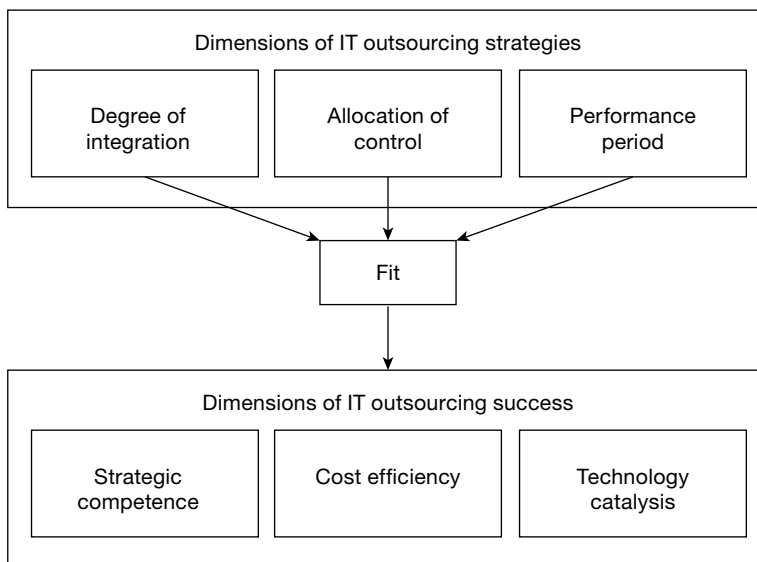 Dimensions of IT outsourcing strategies
Degree of
integration
Allocation of
control
Performance
period
Fit
Dimensions of IT outsourcing success
Strategic
competence
Cost efficiency
Technology
catalysis